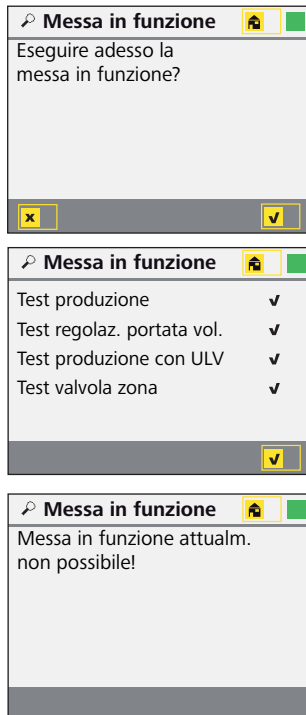 Messa in funzione
Eseguire adesso la
messa in funzione?
x ✓
Messa in funzione
Test produzione ✓
Test regolaz. portata vol. ✓
Test produzione con ULV ✓
Test valvola zona ✓
✓
Messa in funzione
Messa in funzione attualm.
non possibile!